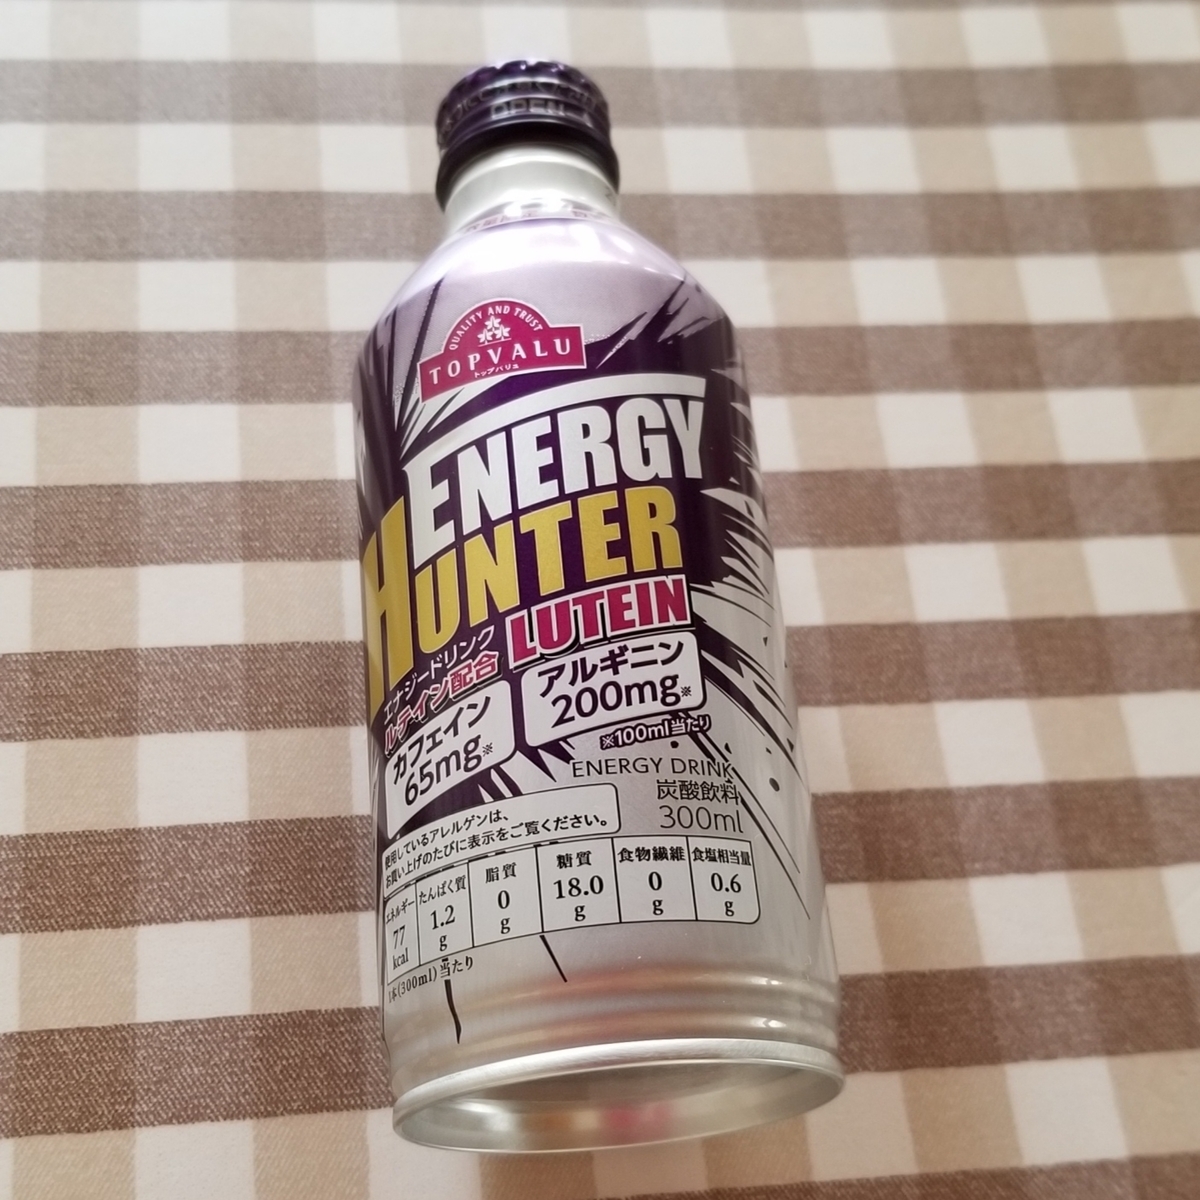 OPEN
QUALITY AND TRUST
TOPVALU
トップバリュ
ENERGY
HUNTER
LUTEIN
エナジードリンク
ルテイン配合
カフェイン
65mg※
アルギニン
200mg※
※100ml当たり
ENERGY DRINK
炭酸飲料
300ml
使用しているアレルゲンは、
お買い上げのたびに表示をご覧ください。
エネルギー 77 kcal
たんぱく質 1.2 g
脂質 0 g
糖質 18.0 g
食物繊維 0 g
食塩相当量 0.6 g
1本(300ml)当たり